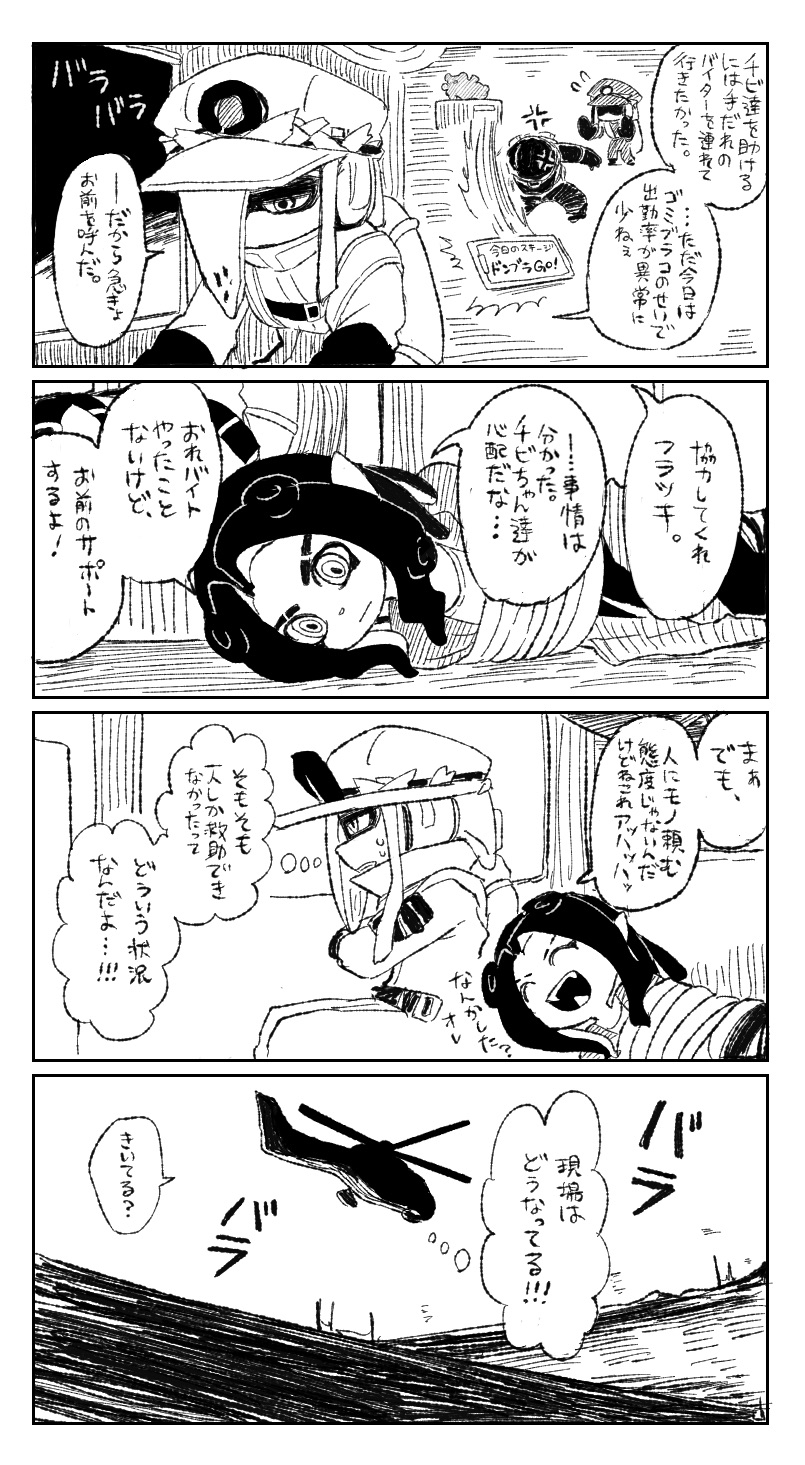 チビ達を助ける
には手だれの
バイターを連れて
行きたかった。
…ただ今日は
ゴミブラコのせいで
出勤率が異常に
少ねぇ
今日のステージ
ドンブラGO!
バラ
バラ
ーだから急きょ
お前を呼んだ。
協力してくれ
フラツキ。
ー…事情は
分かった。
チビちゃん達が
心配だな…
おれバイト
やったこと
ないけど、
お前のサポート
するよ!
まぁ
でも、
人にモノ頼む
態度じゃないんだ
けどねこれアッハッハッ
なんかしたっけ?
オレ
そもそも
一人しか救助でき
なかったって
どういう状況
なんだよ…!!!
バ
ラ
現場は
どうなってる!!!
バ
ラ
きいてる?